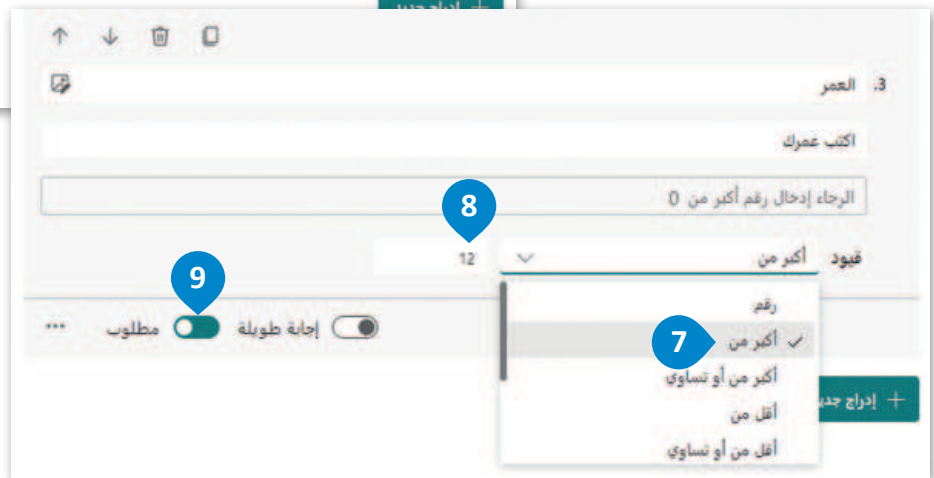 + إدراج جديد
3. العمر
اكتب عمرك
الرجاء إدخال رقم أكبر من 0
8
قيود أكبر من 12
9
رقم
إجابة طويلة مطلوب ...
7
✓ أكبر من
أكبر من أو تساوي
+ إدراج جديد
أقل من
أقل من أو تساوي